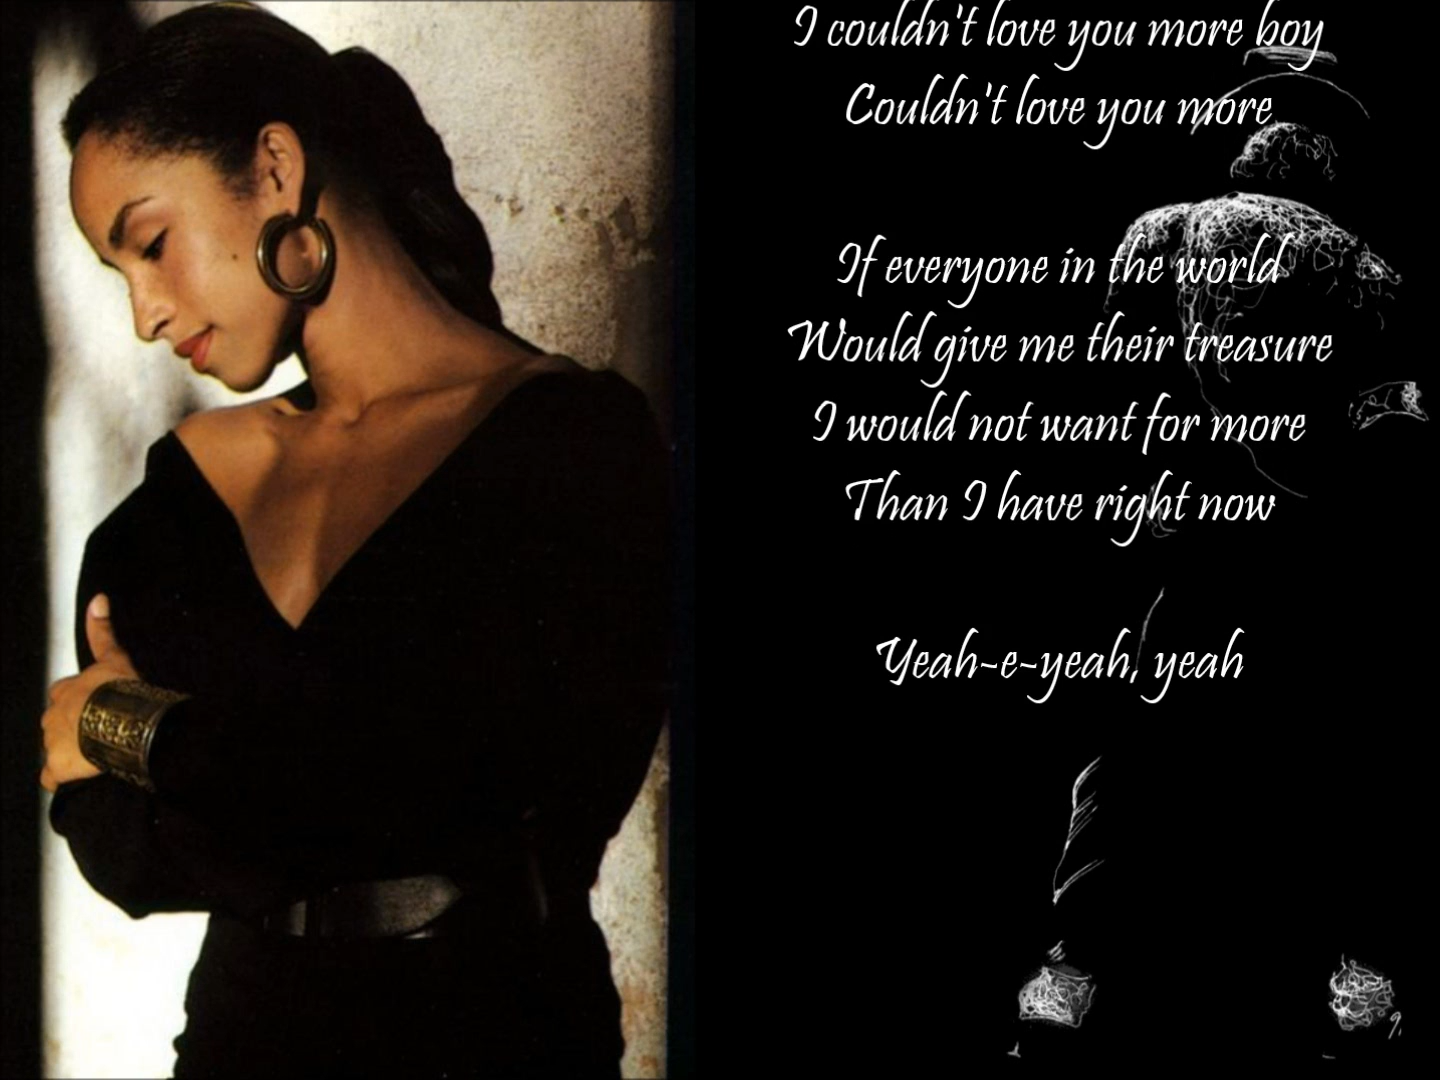 I couldn't love you more boy
Couldn't love you more
If everyone in the world
Would give me their treasure
I would not want for more
Than I have right now
Yeah-e-yeah, yeah